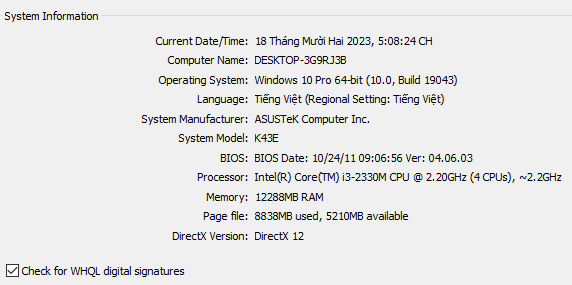 System Information
Current Date/Time: 18 Tháng Mười Hai 2023, 5:08:24 CH
Computer Name: DESKTOP-3G9RJ3B
Operating System: Windows 10 Pro 64-bit (10.0, Build 19043)
Language: Tiếng Việt (Regional Setting: Tiếng Việt)
System Manufacturer: ASUSTeK Computer Inc.
System Model: K43E
BIOS: BIOS Date: 10/24/11 09:06:56 Ver: 04.06.03
Processor: Intel(R) Core(TM) i3-2330M CPU @ 2.20GHz (4 CPUs), ~2.2GHz
Memory: 12288MB RAM
Page file: 8838MB used, 5210MB available
DirectX Version: DirectX 12
Check for WHQL digital signatures